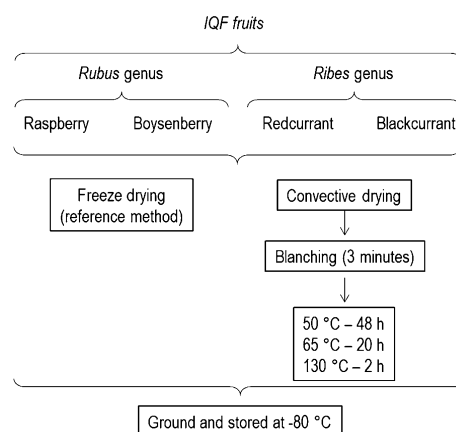 IQF fruits
Rubus genus
Ribes genus
Raspberry
Boysenberry
Redcurrant
Blackcurrant
Freeze drying
(reference method)
Convective drying
Blanching (3 minutes)
50 °C – 48 h
65 °C – 20 h
130 °C – 2 h
Ground and stored at -80 °C